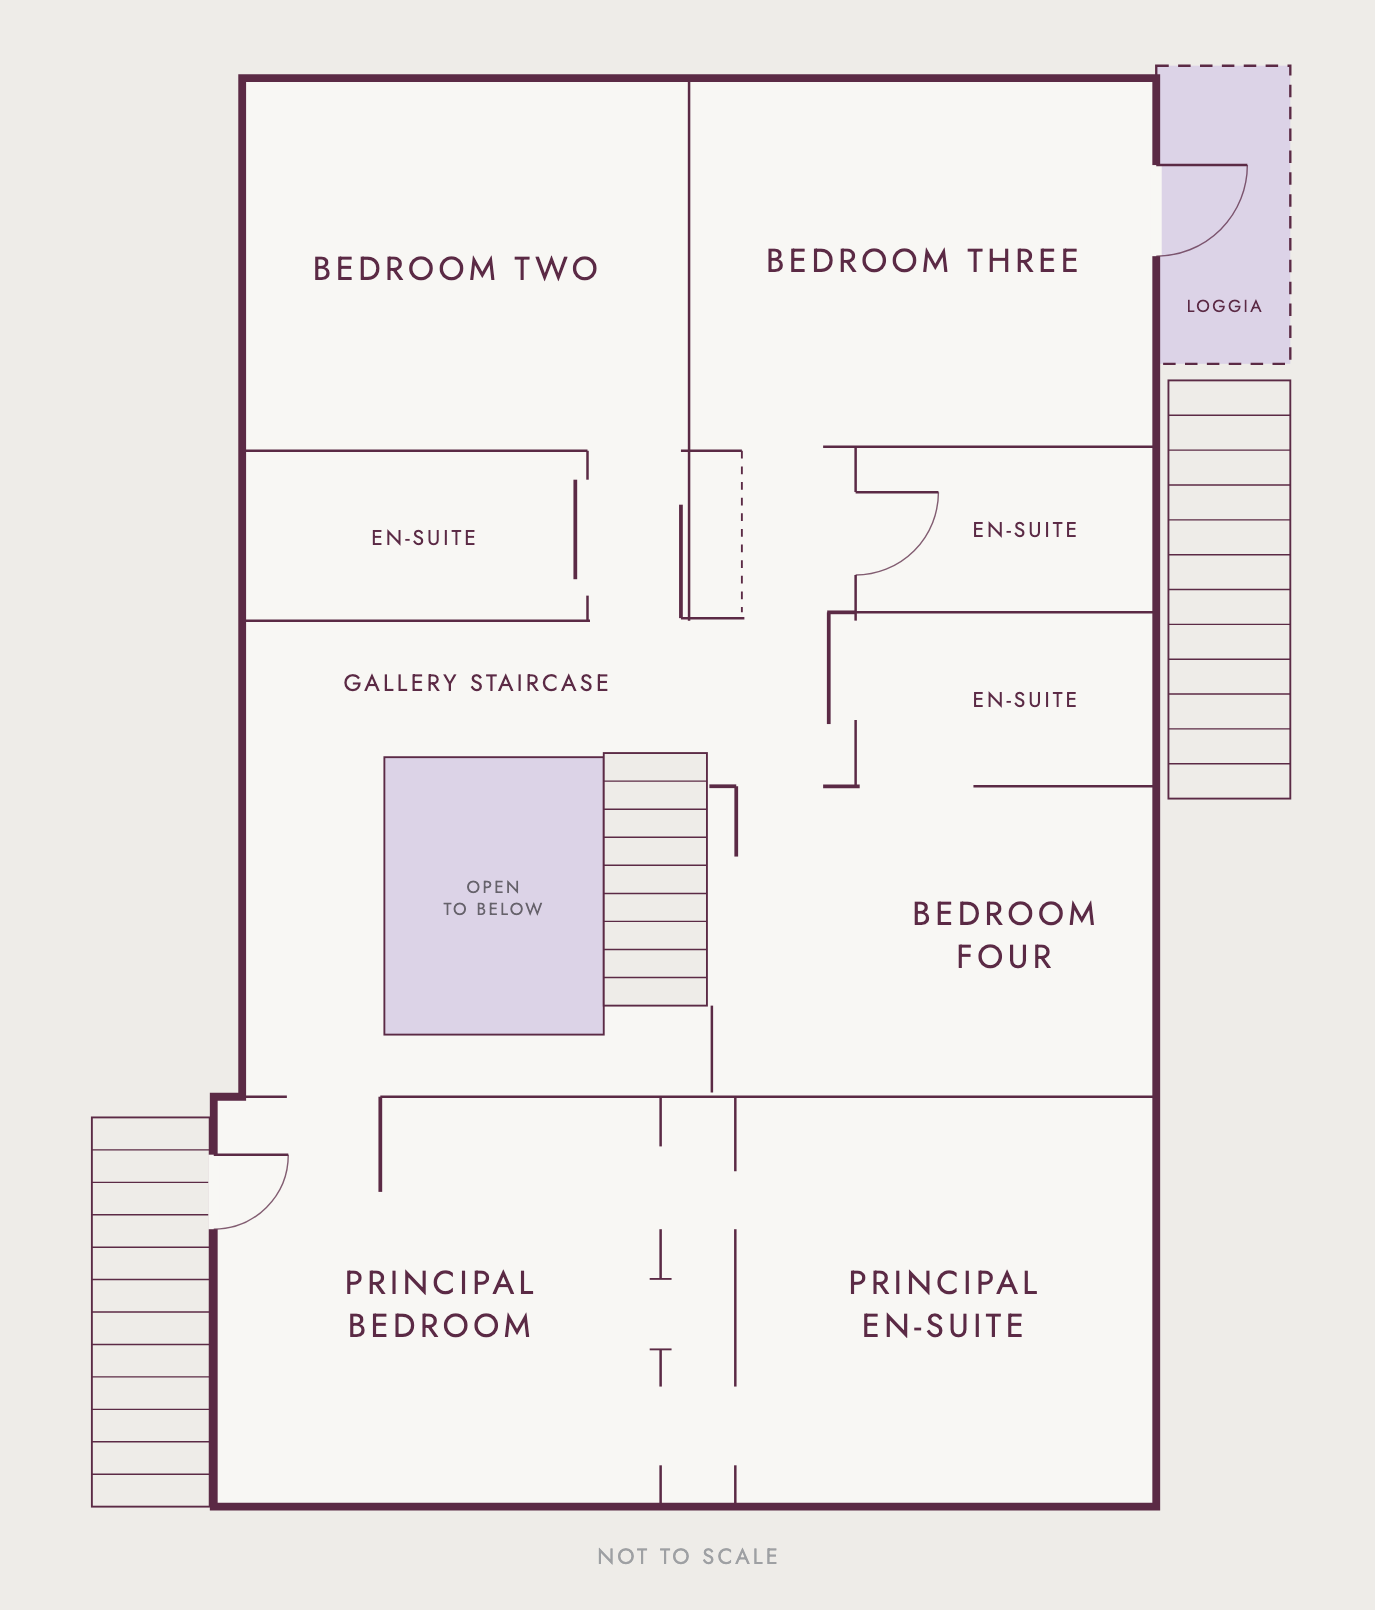 BEDROOM TWO
BEDROOM THREE
LOGGIA
EN-SUITE
EN-SUITE
GALLERY STAIRCASE
EN-SUITE
OPEN
TO BELOW
BEDROOM
FOUR
PRINCIPAL
BEDROOM
PRINCIPAL
EN-SUITE
NOT TO SCALE